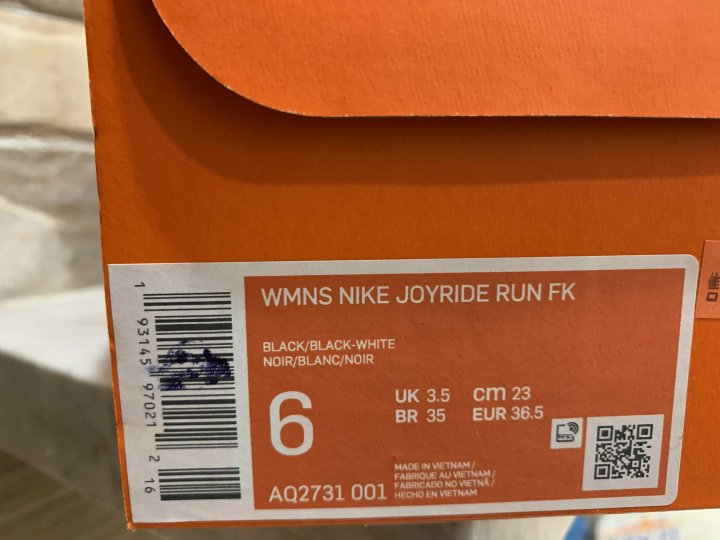 WMNS NIKE JOYRIDE RUN FK
BLACK/BLACK-WHITE
NOIR/BLANC/NOIR
6
UK 3.5 cm 23
BR 35 EUR 36.5
RFID
MADE IN VIETNAM /
FABRIQUE AU VIETNAM /
FABRICADO NO VIETNÃ /
HECHO EN VIETNAM
AQ2731 001
1 93145 97021 2 16